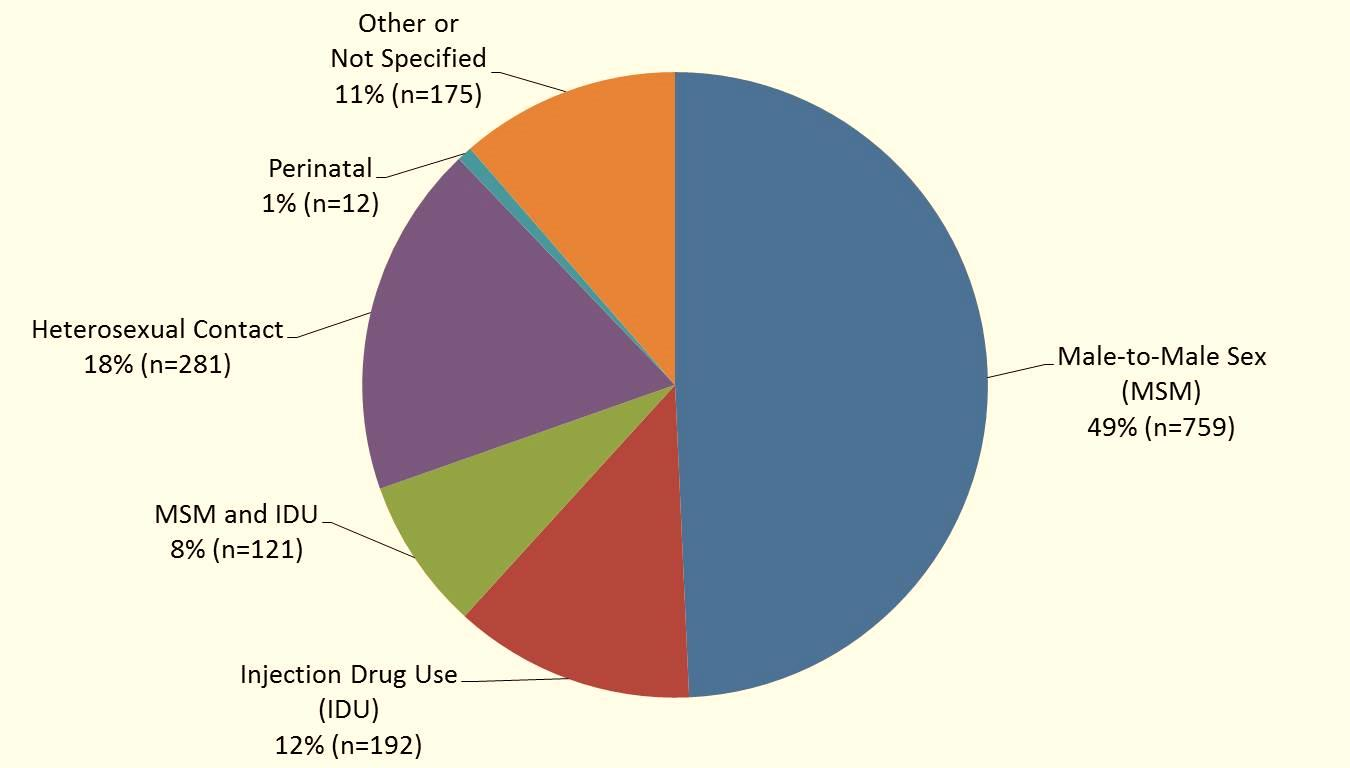 Other or
Not Specified
11% (n=175)
Perinatal
1% (n=12)
Heterosexual Contact
18% (n=281)
Male-to-Male Sex
(MSM)
49% (n=759)
MSM and IDU
8% (n=121)
Injection Drug Use
(IDU)
12% (n=192)